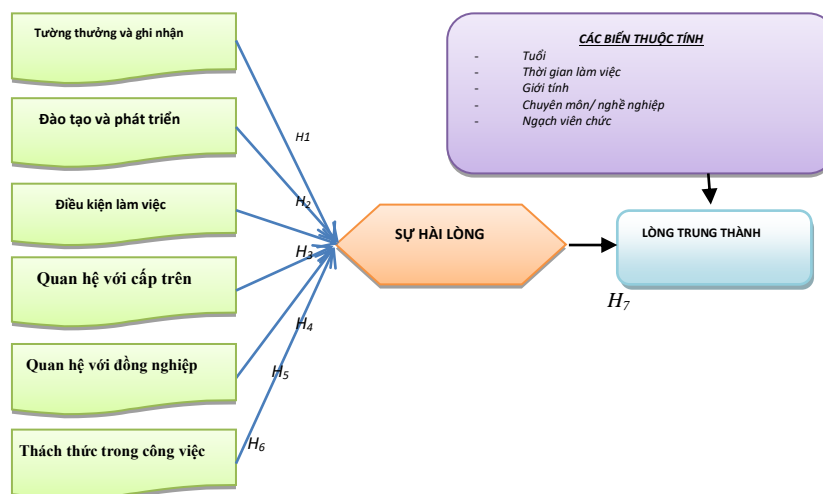 Tường thưởng và ghi nhận
Đào tạo và phát triển
Điều kiện làm việc
Quan hệ với cấp trên
Quan hệ với đồng nghiệp
Thách thức trong công việc
H1
H2
H3
H4
H5
H6
SỰ HÀI LÒNG
CÁC BIẾN THUỘC TÍNH
- Tuổi
- Thời gian làm việc
- Giới tính
- Chuyên môn/ nghề nghiệp
- Ngạch viên chức
LÒNG TRUNG THÀNH
H7